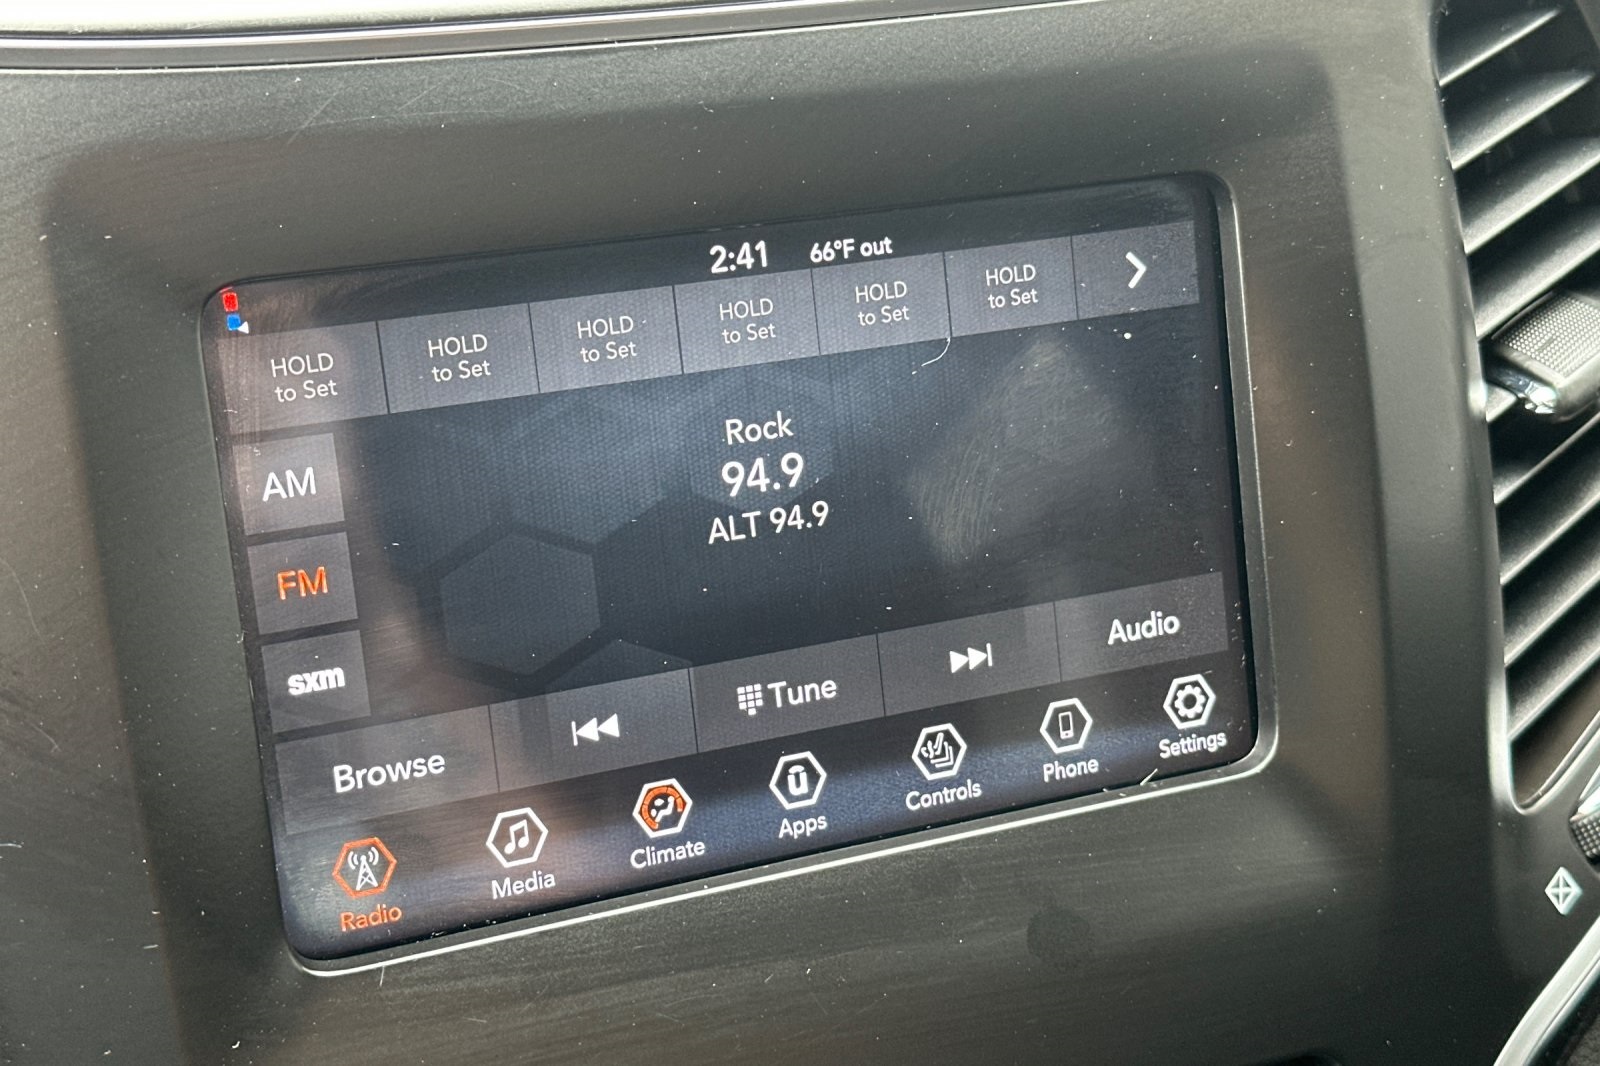 2:41 66°F out
HOLD
to Set
HOLD
to Set
HOLD
to Set
HOLD
to Set
HOLD
to Set
HOLD
to Set
Rock
94.9
ALT 94.9
AM
FM
sxm
Browse
Tune
Audio
Radio
Media
Climate
Apps
Controls
Phone
Settings